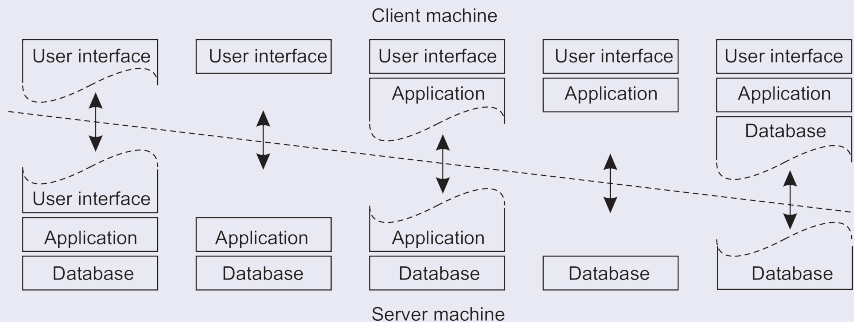 Client machine
User interface User interface User interface User interface User interface
Application Application Application
Database
User interface
Application Application Application
Database Database Database Database Database
Server machine